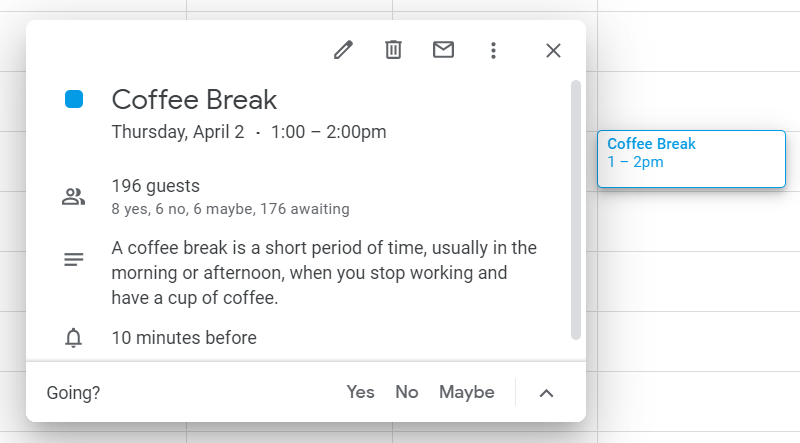 Coffee Break
Thursday, April 2 · 1:00 – 2:00pm
196 guests
8 yes, 6 no, 6 maybe, 176 awaiting
A coffee break is a short period of time, usually in the
morning or afternoon, when you stop working and
have a cup of coffee.
10 minutes before
Going? Yes No Maybe
Coffee Break
1 – 2pm